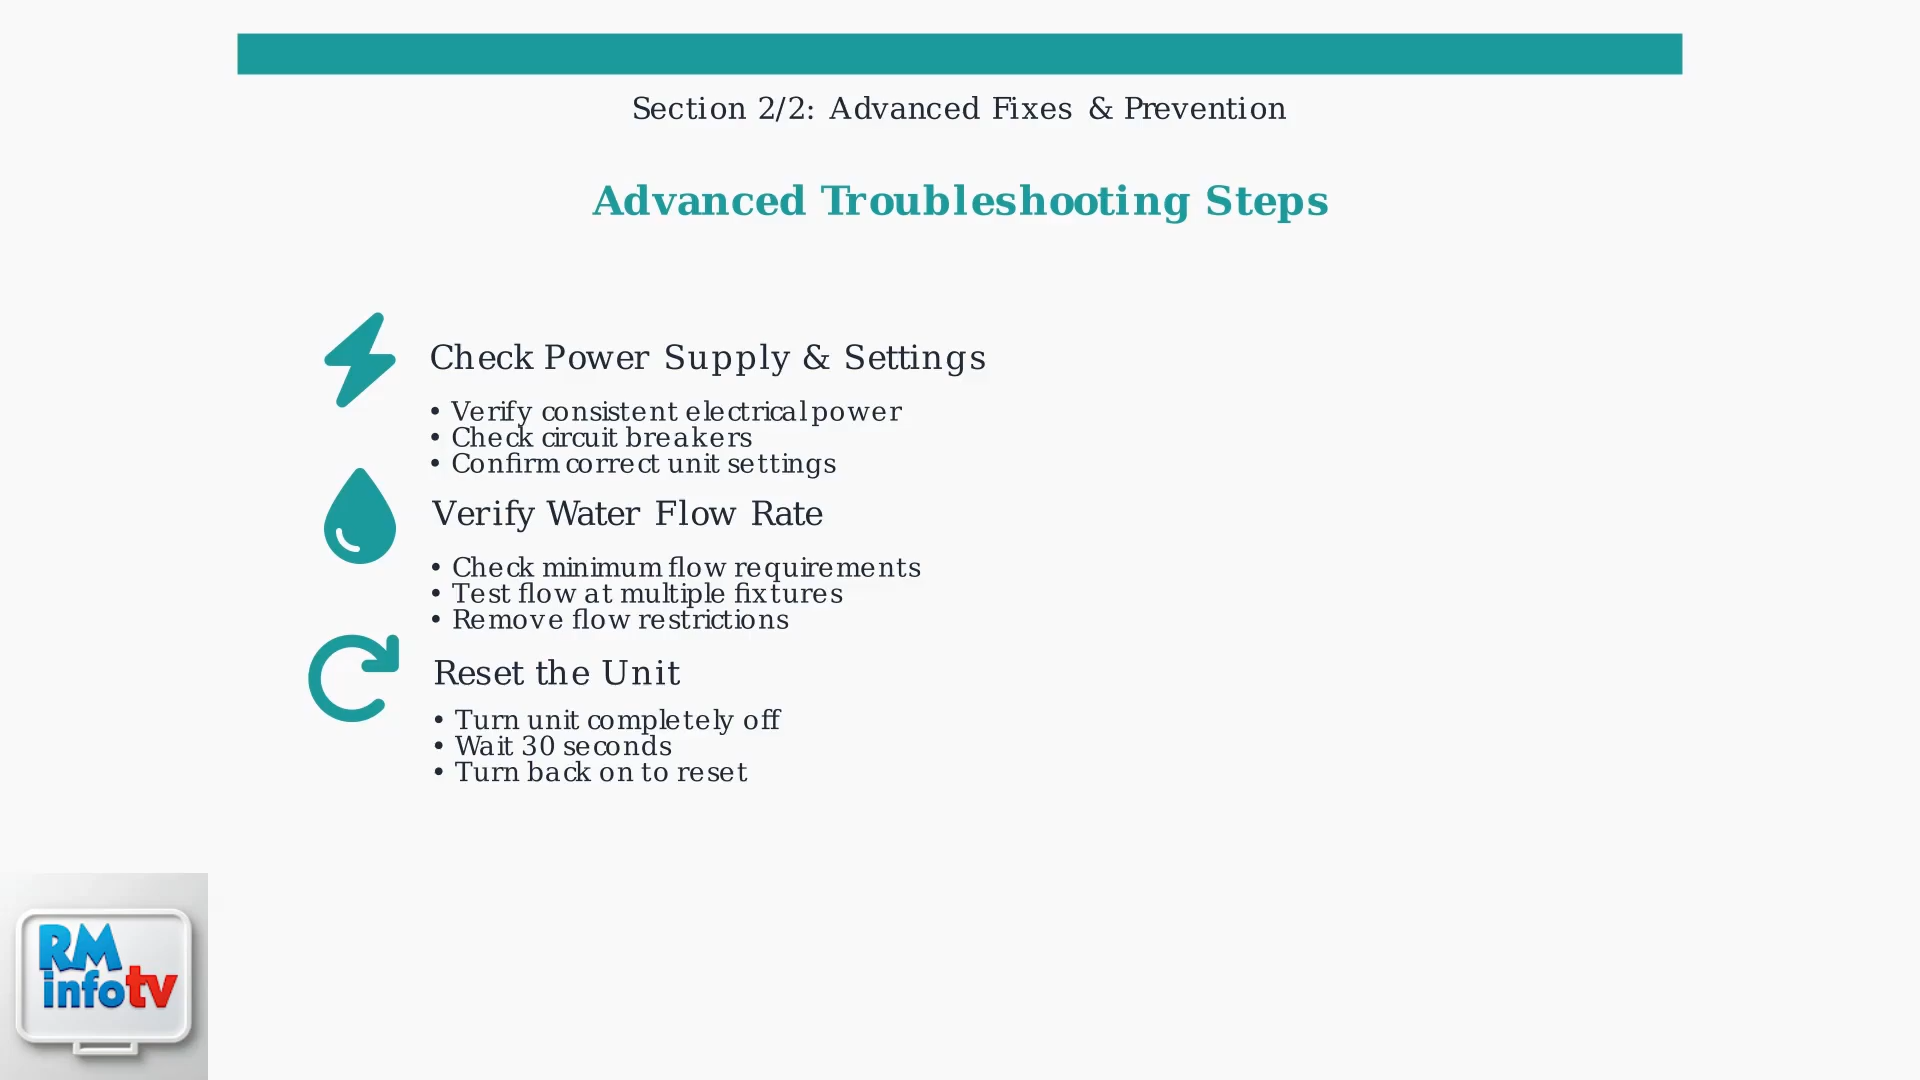 Section 2/2: Advanced Fixes & Prevention
Advanced Troubleshooting Steps
Check Power Supply & Settings
• Verify consistent electrical power
• Check circuit breakers
• Confirm correct unit settings
Verify Water Flow Rate
• Check minimum flow requirements
• Test flow at multiple fixtures
• Remove flow restrictions
Reset the Unit
• Turn unit completely off
• Wait 30 seconds
• Turn back on to reset
RM
infotv